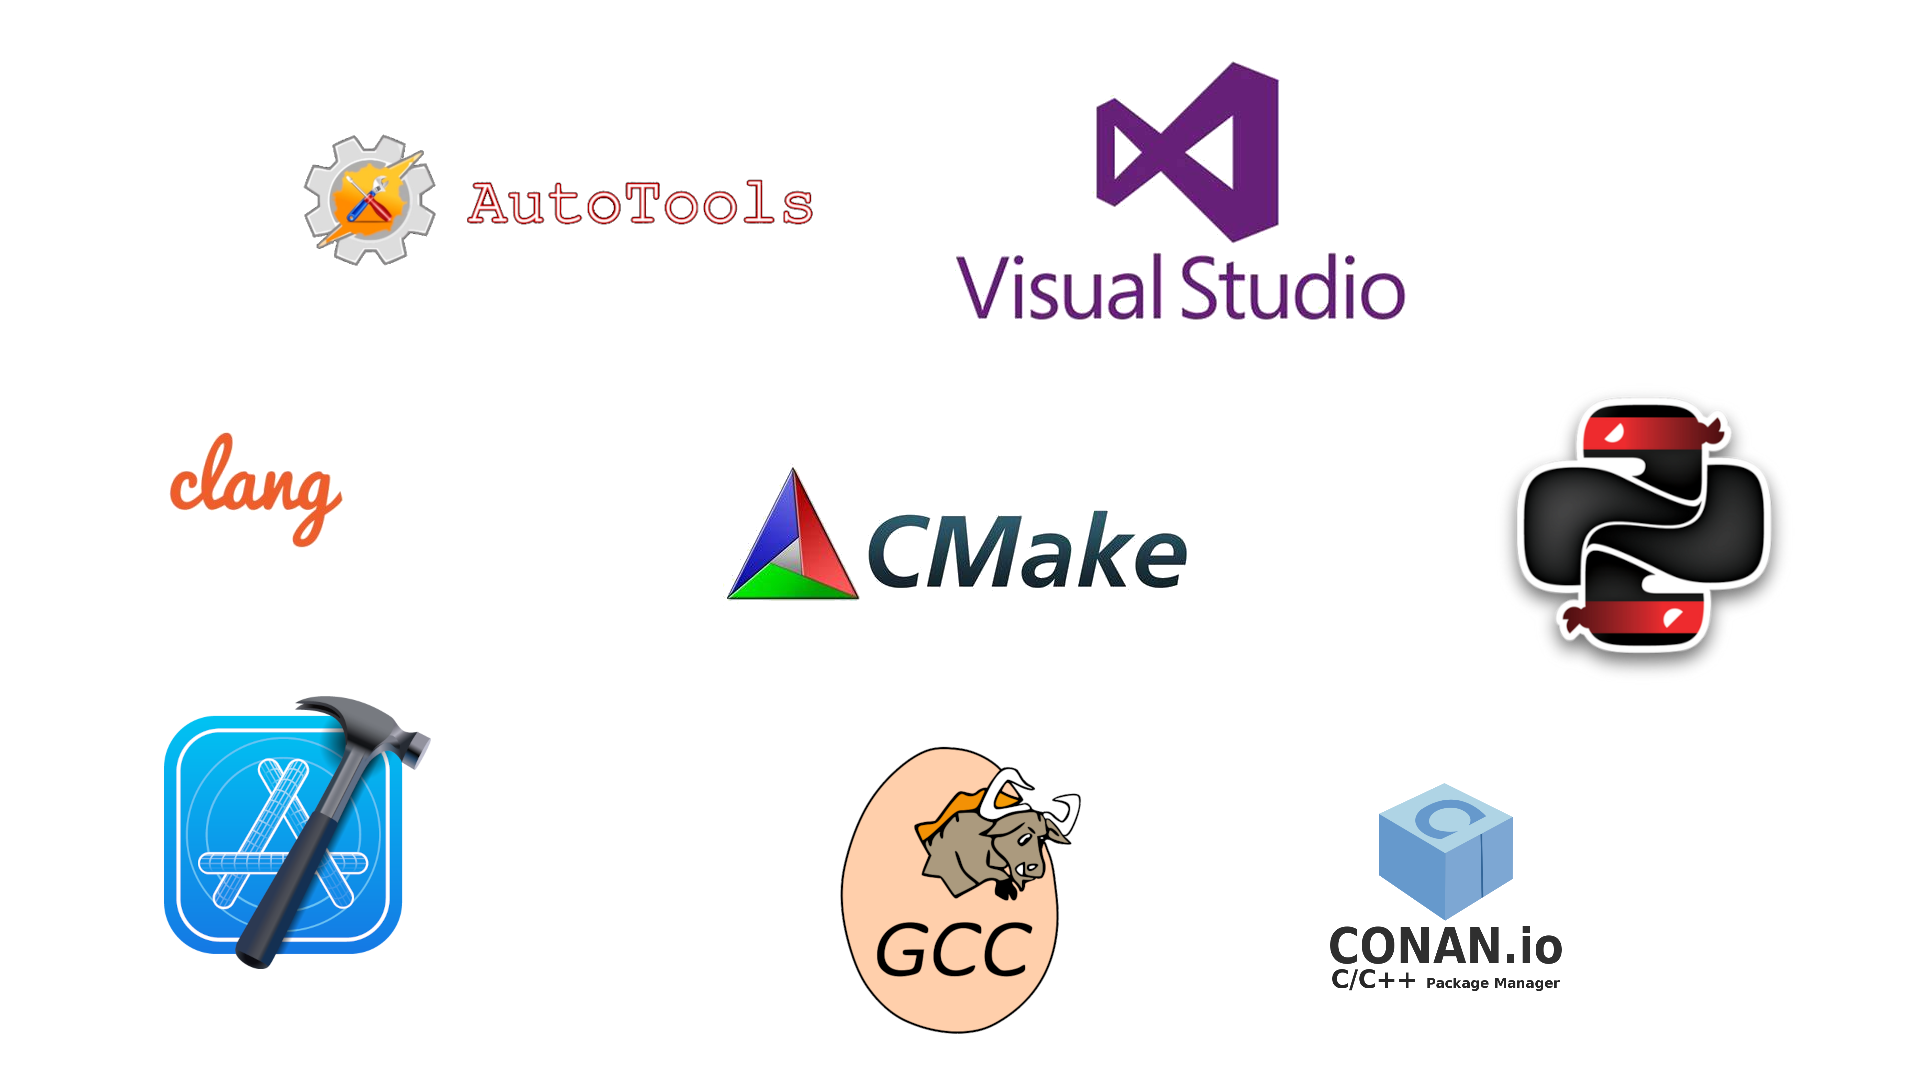 AutoTools
Visual Studio
clang
CMake
GCC
CONAN.io
C/C++ Package Manager